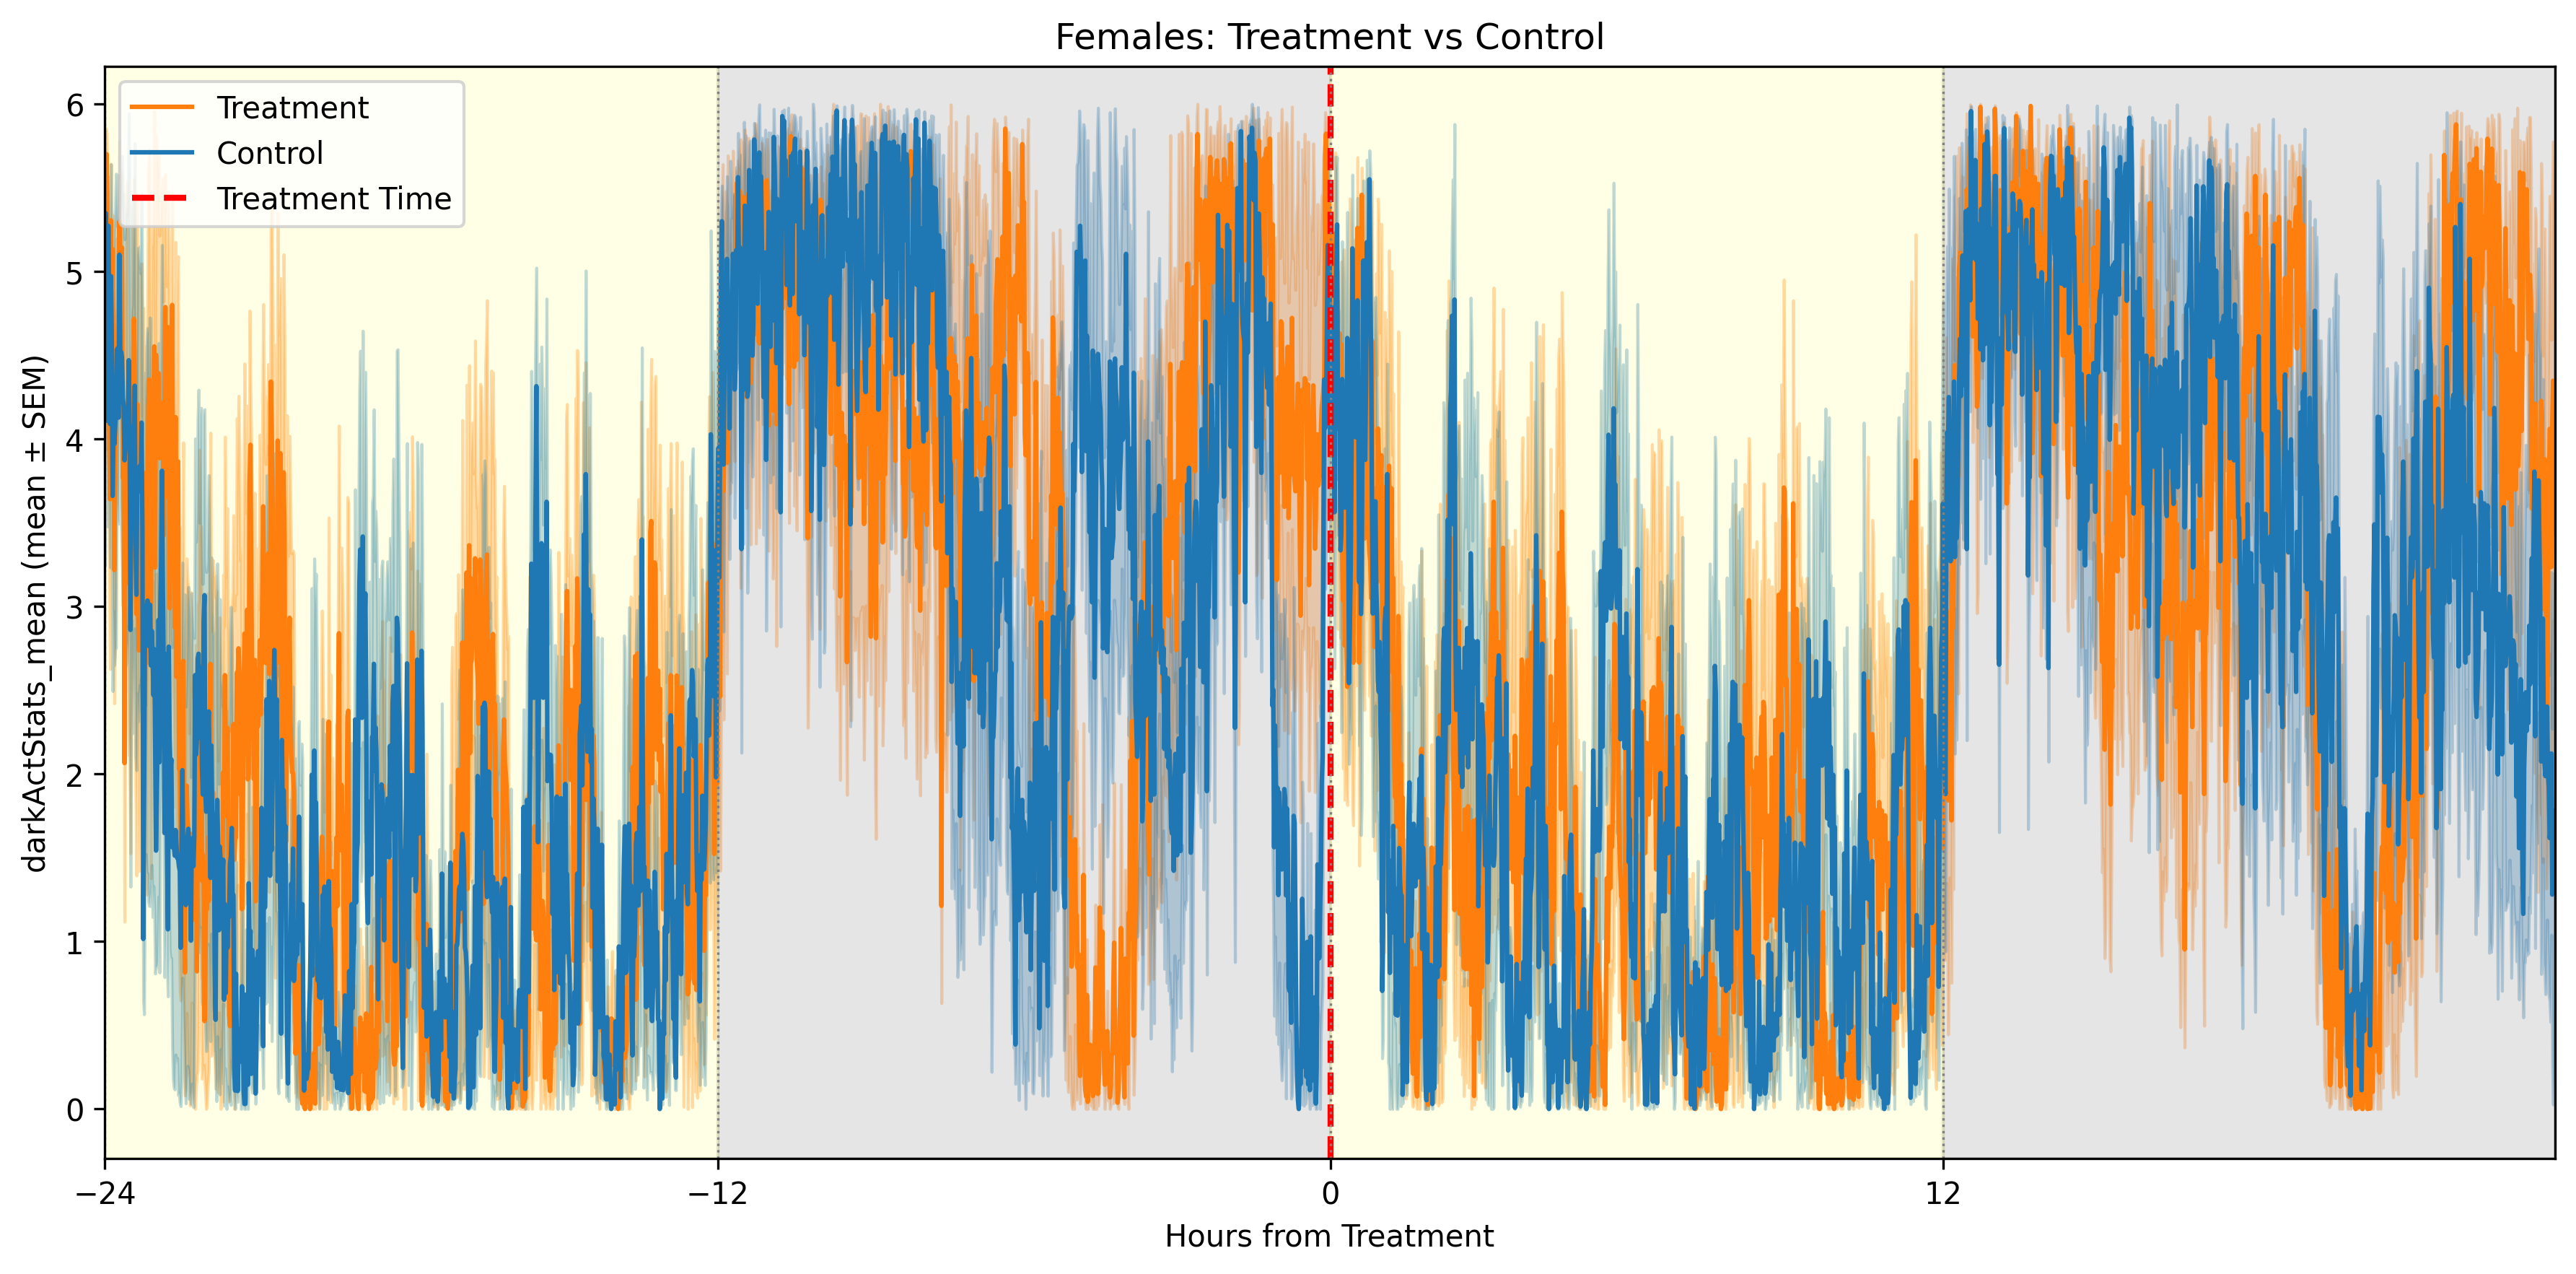 Females: Treatment vs Control
Treatment
Control
Treatment Time
darkActStats_mean (mean ± SEM)
6
5
4
3
2
1
0
−24
−12
0
12
Hours from Treatment